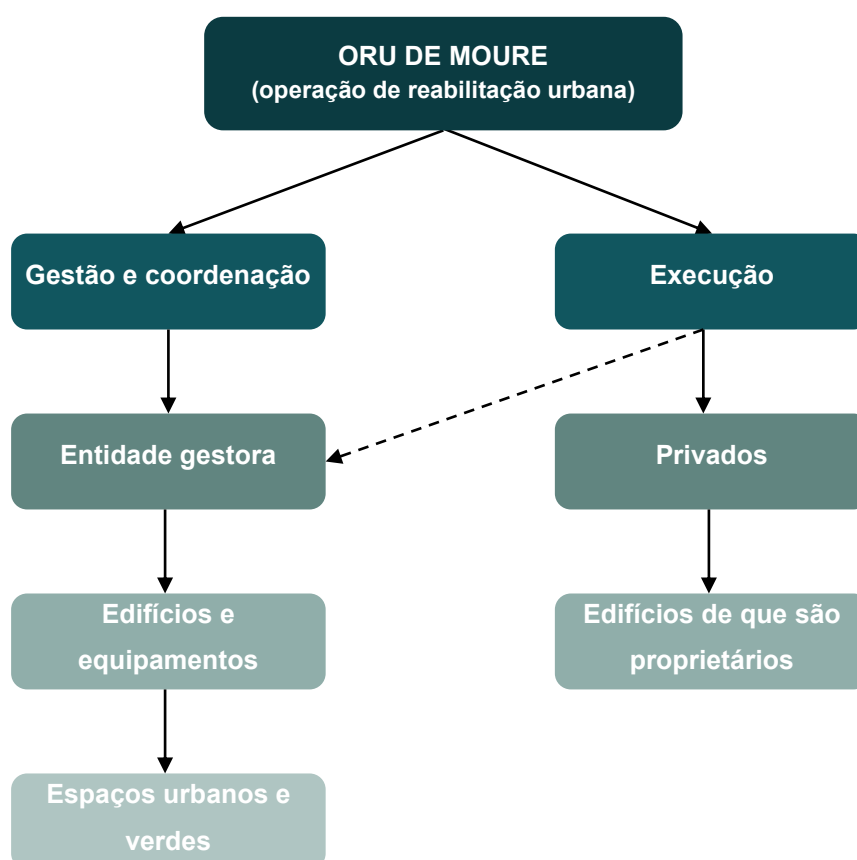 ORU DE MOURE
(operação de reabilitação urbana)
Gestão e coordenação
Execução
Entidade gestora
Privados
Edifícios e
equipamentos
Edifícios de que são
proprietários
Espaços urbanos e
verdes